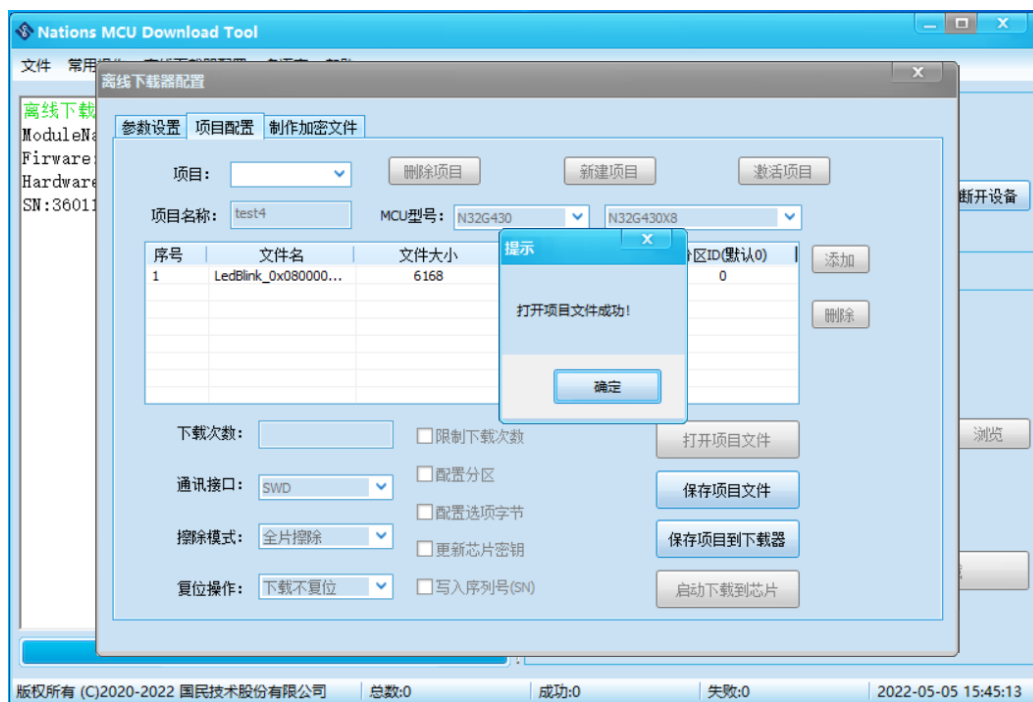 Nations MCU Download Tool
文件 常用
离线下载器配置
离线下载
参数设置 项目配置 制作加密文件
ModuleNa
Firware:
Hardware
SN:36011
项目: 删除项目 新建项目 激活项目
断开设备
项目名称: test4 MCU型号: N32G430 N32G430X8
序号 文件名 文件大小 分区ID(默认0) 添加
1 LedBlink_0x080000... 6168 0
提示
打开项目文件成功!
确定
删除
下载次数: 限制下载次数 打开项目文件
浏览
配置分区
通讯接口: SWD 保存项目文件
配置选项字节
擦除模式: 全片擦除 保存项目到下载器
更新芯片密钥
复位操作: 下载不复位 写入序列号(SN) 启动下载到芯片
版权所有 (C)2020-2022 国民技术股份有限公司 总数:0 成功:0 失败:0 2022-05-05 15:45:13